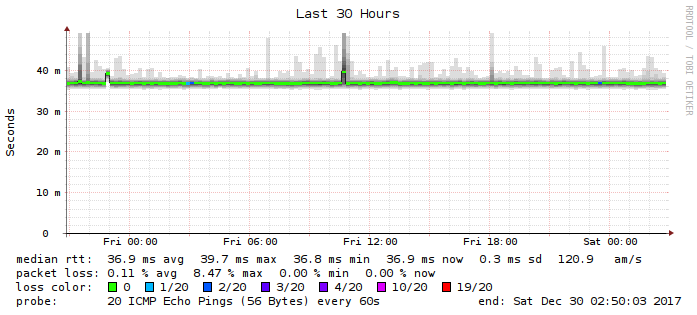 Last 30 Hours
RRDTOOL / TOBI OETIKER
Seconds
40 m
30 m
20 m
10 m
0
Fri 00:00 Fri 06:00 Fri 12:00 Fri 18:00 Sat 00:00
median rtt: 36.9 ms avg 39.7 ms max 36.8 ms min 36.9 ms now 0.3 ms sd 120.9 am/s
packet loss: 0.11 % avg 8.47 % max 0.00 % min 0.00 % now
loss color: 0 1/20 2/20 3/20 4/20 10/20 19/20
probe: 20 ICMP Echo Pings (56 Bytes) every 60s end: Sat Dec 30 02:50:03 2017